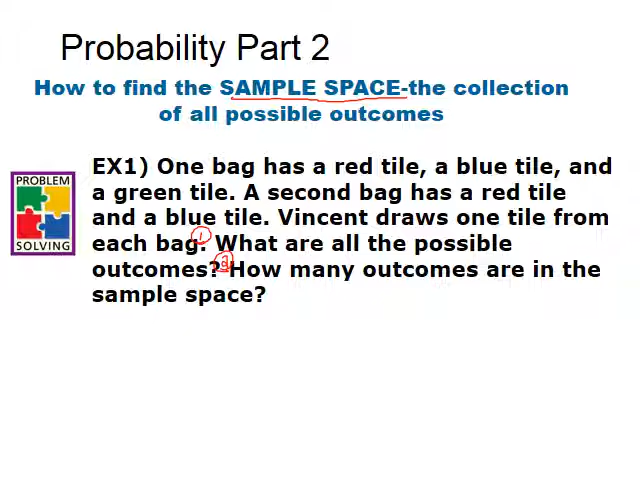 Probability Part 2
How to find the SAMPLE SPACE-the collection
of all possible outcomes
PROBLEM
SOLVING
EX1) One bag has a red tile, a blue tile, and
a green tile. A second bag has a red tile
and a blue tile. Vincent draws one tile from
each bag. 1 What are all the possible
outcomes? 2 How many outcomes are in the
sample space?